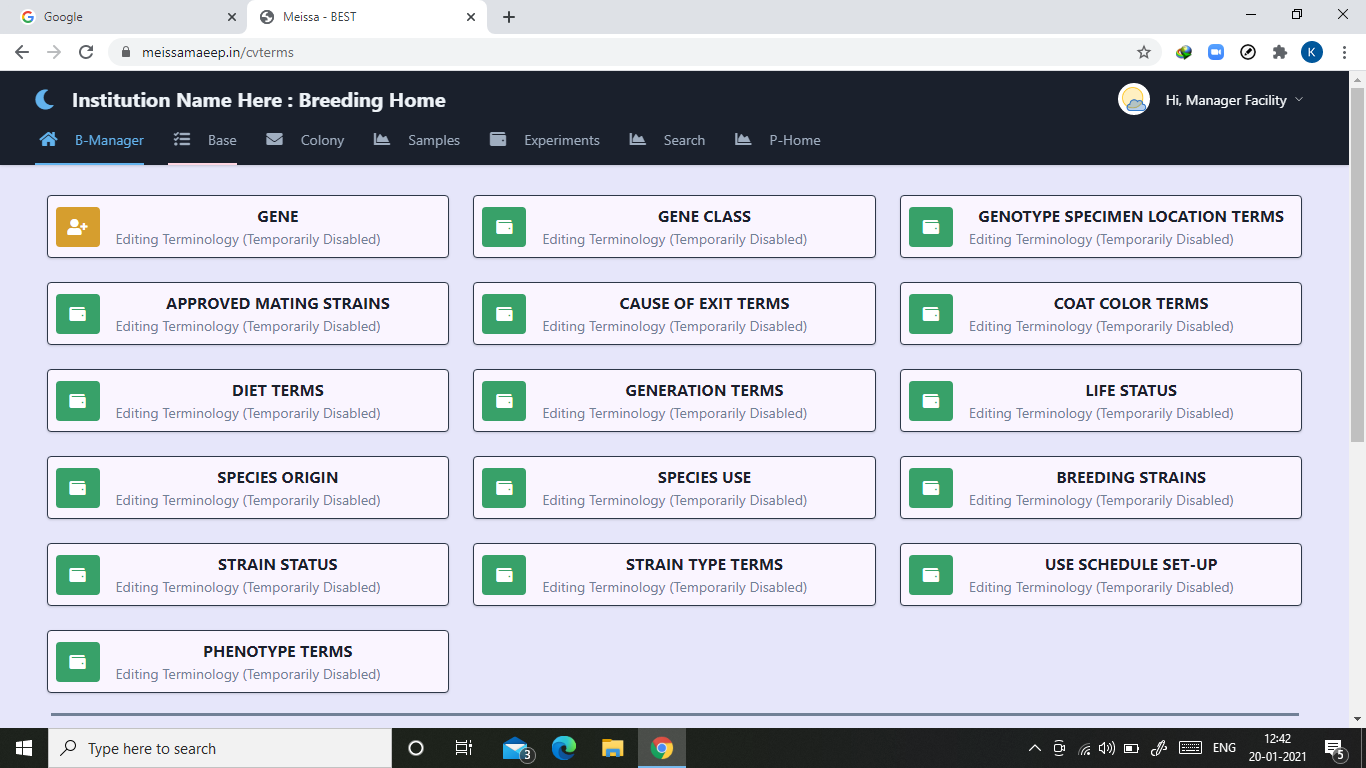 Google
Meissa - BEST
meissamaeep.in/cvterms
K
Institution Name Here : Breeding Home
Hi, Manager Facility
B-Manager
Base
Colony
Samples
Experiments
Search
P-Home
GENE
Editing Terminology (Temporarily Disabled)
GENE CLASS
Editing Terminology (Temporarily Disabled)
GENOTYPE SPECIMEN LOCATION TERMS
Editing Terminology (Temporarily Disabled)
APPROVED MATING STRAINS
Editing Terminology (Temporarily Disabled)
CAUSE OF EXIT TERMS
Editing Terminology (Temporarily Disabled)
COAT COLOR TERMS
Editing Terminology (Temporarily Disabled)
DIET TERMS
Editing Terminology (Temporarily Disabled)
GENERATION TERMS
Editing Terminology (Temporarily Disabled)
LIFE STATUS
Editing Terminology (Temporarily Disabled)
SPECIES ORIGIN
Editing Terminology (Temporarily Disabled)
SPECIES USE
Editing Terminology (Temporarily Disabled)
BREEDING STRAINS
Editing Terminology (Temporarily Disabled)
STRAIN STATUS
Editing Terminology (Temporarily Disabled)
STRAIN TYPE TERMS
Editing Terminology (Temporarily Disabled)
USE SCHEDULE SET-UP
Editing Terminology (Temporarily Disabled)
PHENOTYPE TERMS
Editing Terminology (Temporarily Disabled)
Type here to search
3
ENG
12:42
20-01-2021
5